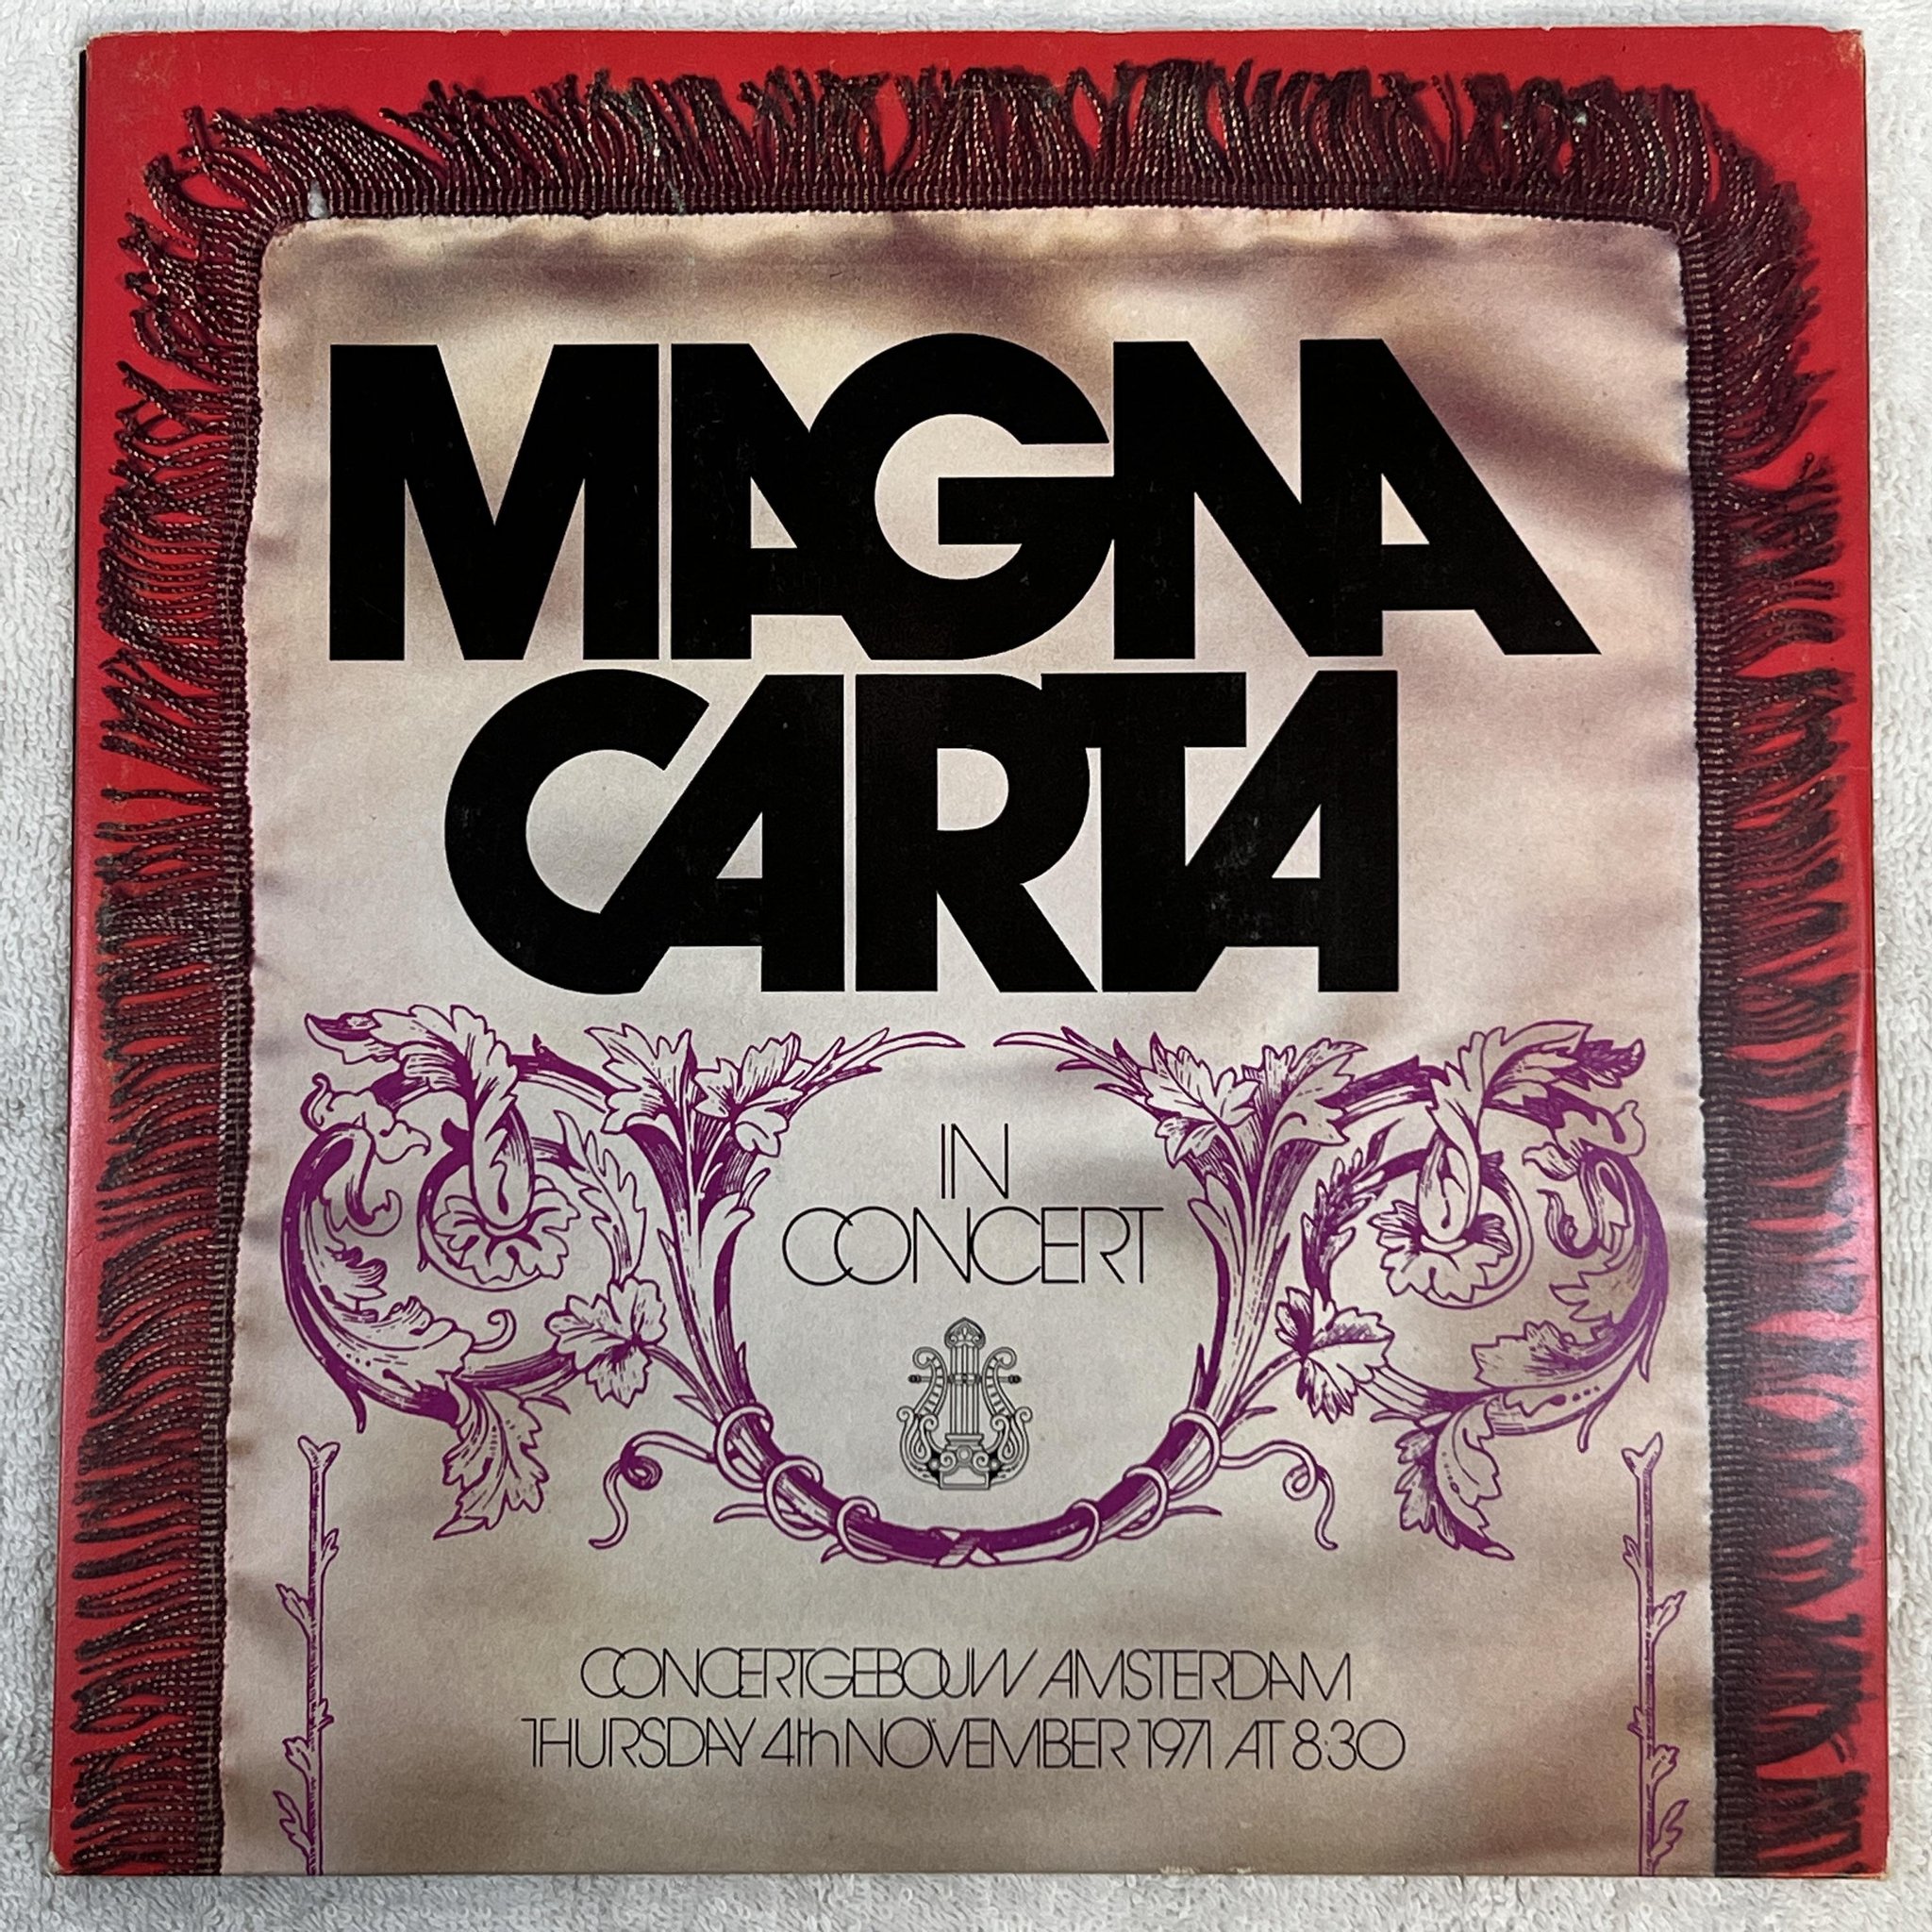 MAGNA
CARTA
IN
CONCERT
CONCERTGEBOUW AMSTERDAM
THURSDAY 4th NOVEMBER 1971 AT 8:30